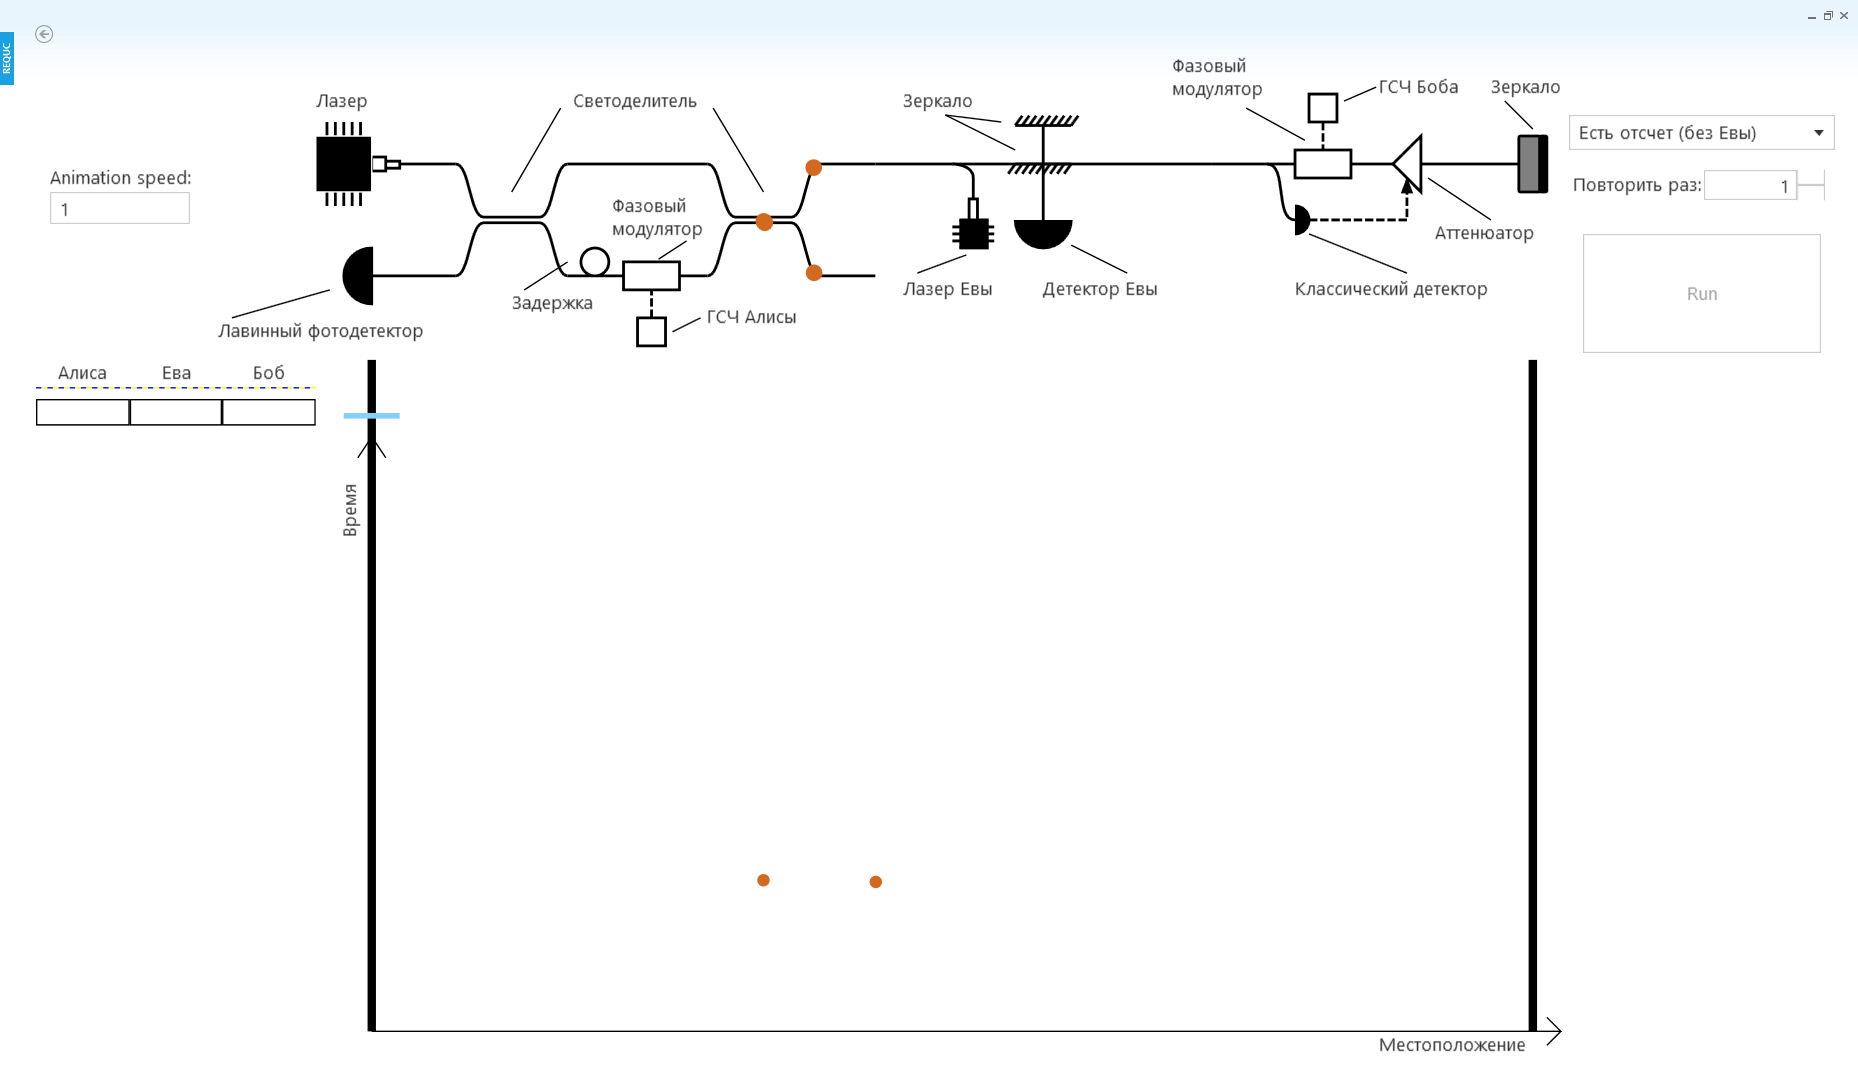 REQUC
Лазер
Светоделитель
Зеркало
Фазовый
модулятор
ГСЧ Боба
Зеркало
Есть отсчет (без Евы)
Animation speed:
1
Повторить раз:
1
Фазовый
модулятор
Аттенюатор
Задержка
Лазер Евы
Детектор Евы
Классический детектор
Run
Лавинный фотодетектор
ГСЧ Алисы
Алиса
Ева
Боб
Время
Местоположение